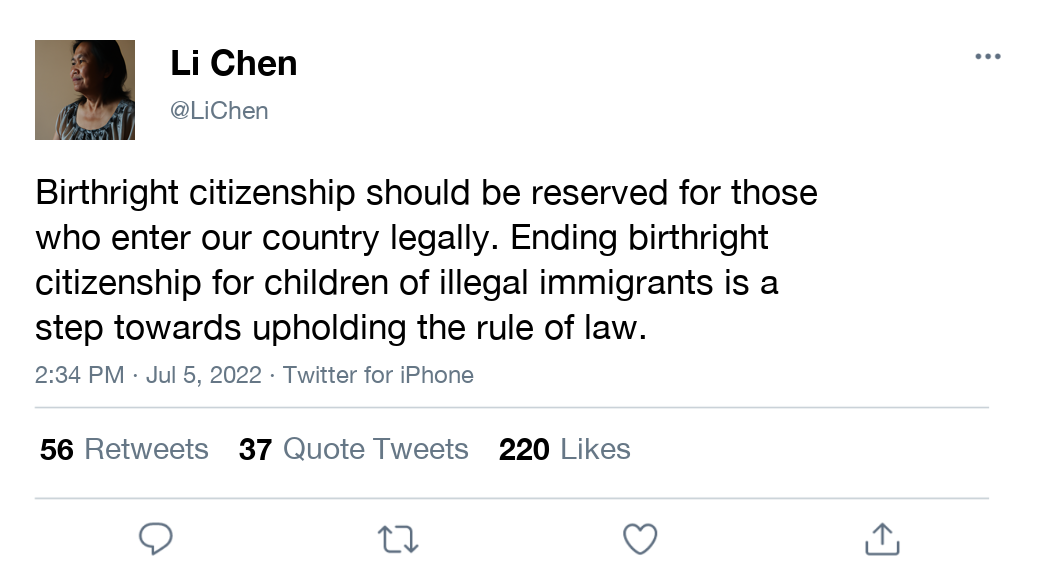 Li Chen
@LiChen
Birthright citizenship should be reserved for those
who enter our country legally. Ending birthright
citizenship for children of illegal immigrants is a
step towards upholding the rule of law.
2:34 PM · Jul 5, 2022 · Twitter for iPhone
56 Retweets 37 Quote Tweets 220 Likes